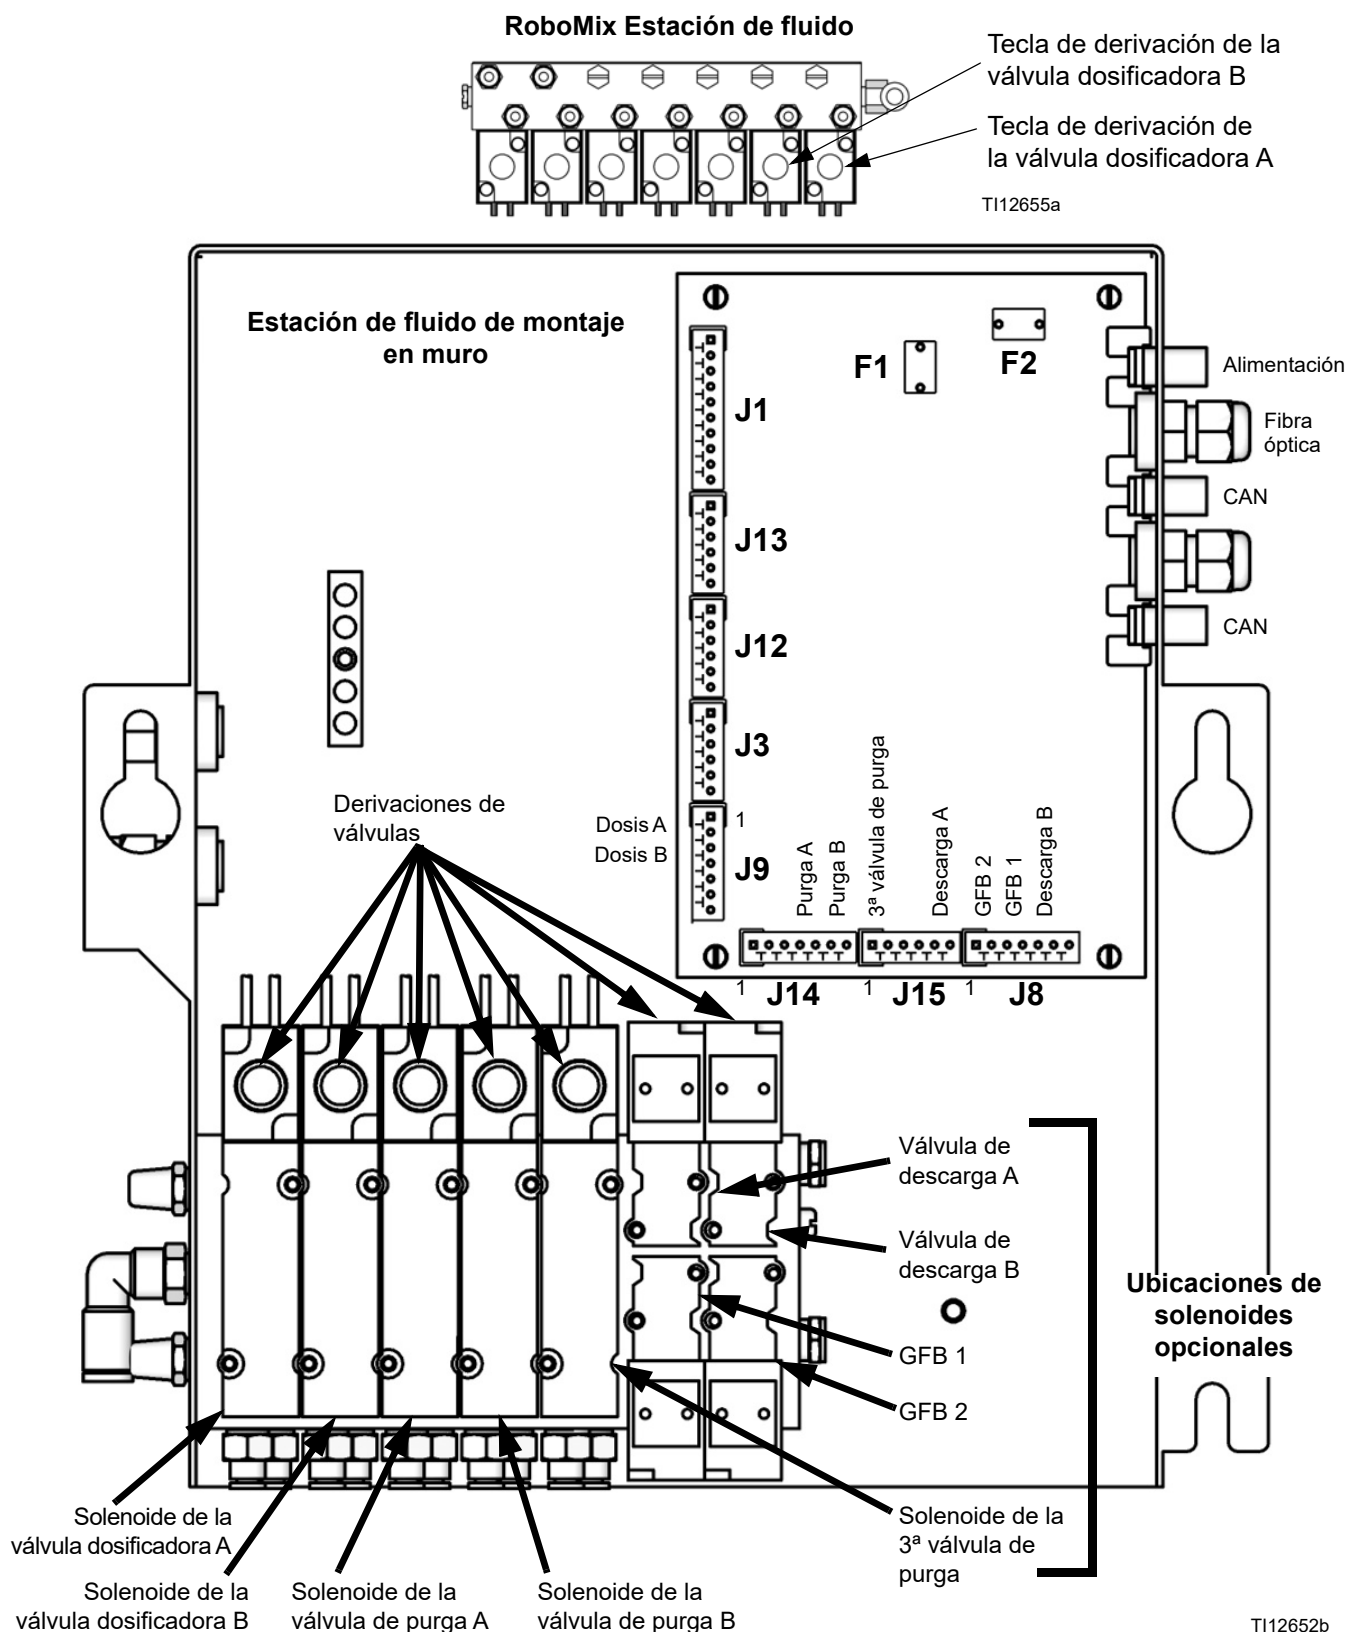 RoboMix Estación de fluido
Tecla de derivación de la
válvula dosificadora B
Tecla de derivación de
la válvula dosificadora A
TI12655a
Estación de fluido de montaje
en muro
F1
F2
Alimentación
Fibra
óptica
CAN
CAN
J1
J13
J12
J3
J9
1
Dosis A
Dosis B
Derivaciones de
válvulas
Purga A
Purga B
3ª válvula de purga
Descarga A
GFB 2
GFB 1
Descarga B
1
J14
1
J15
1
J8
Válvula de
descarga A
Válvula de
descarga B
GFB 1
GFB 2
Ubicaciones de
solenoides
opcionales
Solenoide de la
3ª válvula de
purga
Solenoide de la
válvula dosificadora A
Solenoide de la
válvula dosificadora B
Solenoide de la
válvula de purga A
Solenoide de la
válvula de purga B
TI12652b